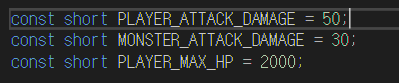 const short PLAYER_ATTACK_DAMAGE = 50;
const short MONSTER_ATTACK_DAMAGE = 30;
const short PLAYER_MAX_HP = 2000;